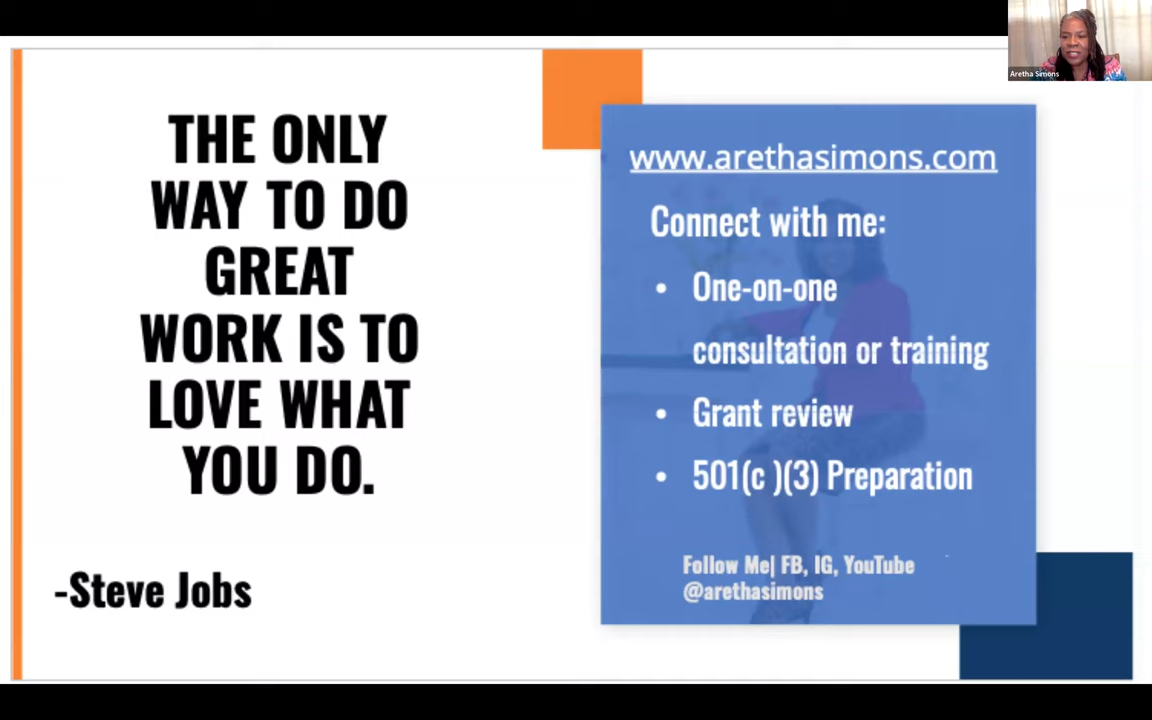 THE ONLY
WAY TO DO
GREAT
WORK IS TO
LOVE WHAT
YOU DO.
-Steve Jobs
www.arethasimons.com
Connect with me:
• One-on-one
consultation or training
• Grant review
• 501(c )(3) Preparation
Follow Me| FB, IG, YouTube
@arethasimons
Aretha Simons